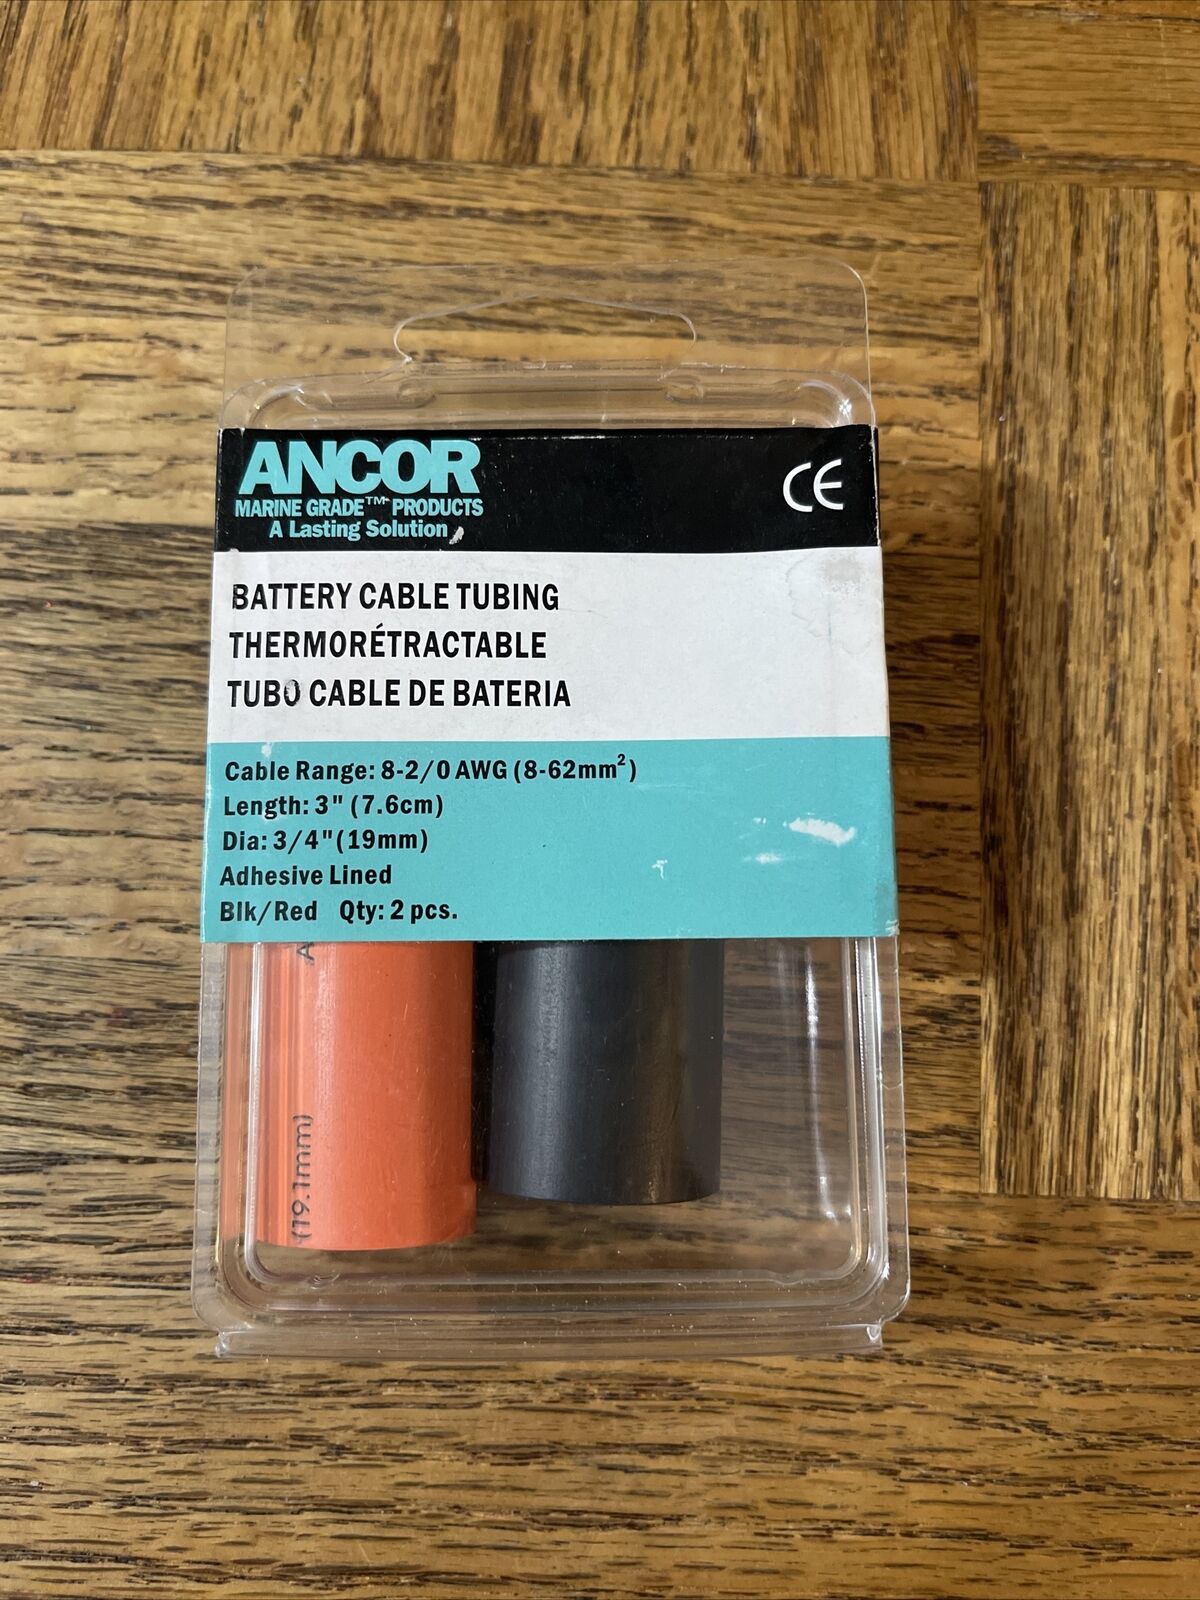 ANCOR
MARINE GRADE™ PRODUCTS
A Lasting Solution
CE
BATTERY CABLE TUBING
THERMORÉTRACTABLE
TUBO CABLE DE BATERIA
Cable Range: 8-2/0 AWG (8-62mm²)
Length: 3" (7.6cm)
Dia: 3/4" (19mm)
Adhesive Lined
Blk/Red Qty: 2 pcs.
A
(19.1mm)